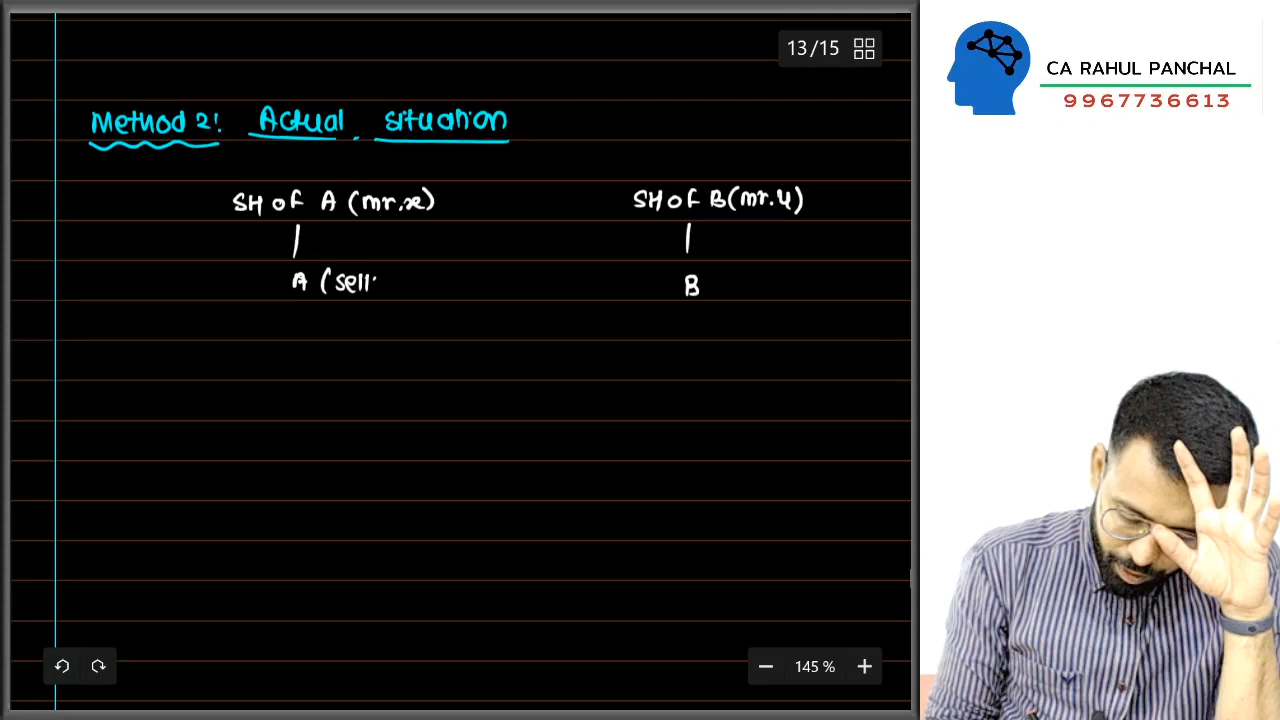 13/15
CA RAHUL PANCHAL
9967736613
Method 2: Actual situation
SH of A (mr.x) SH of B (mr.y)
A (sell. B
145 %